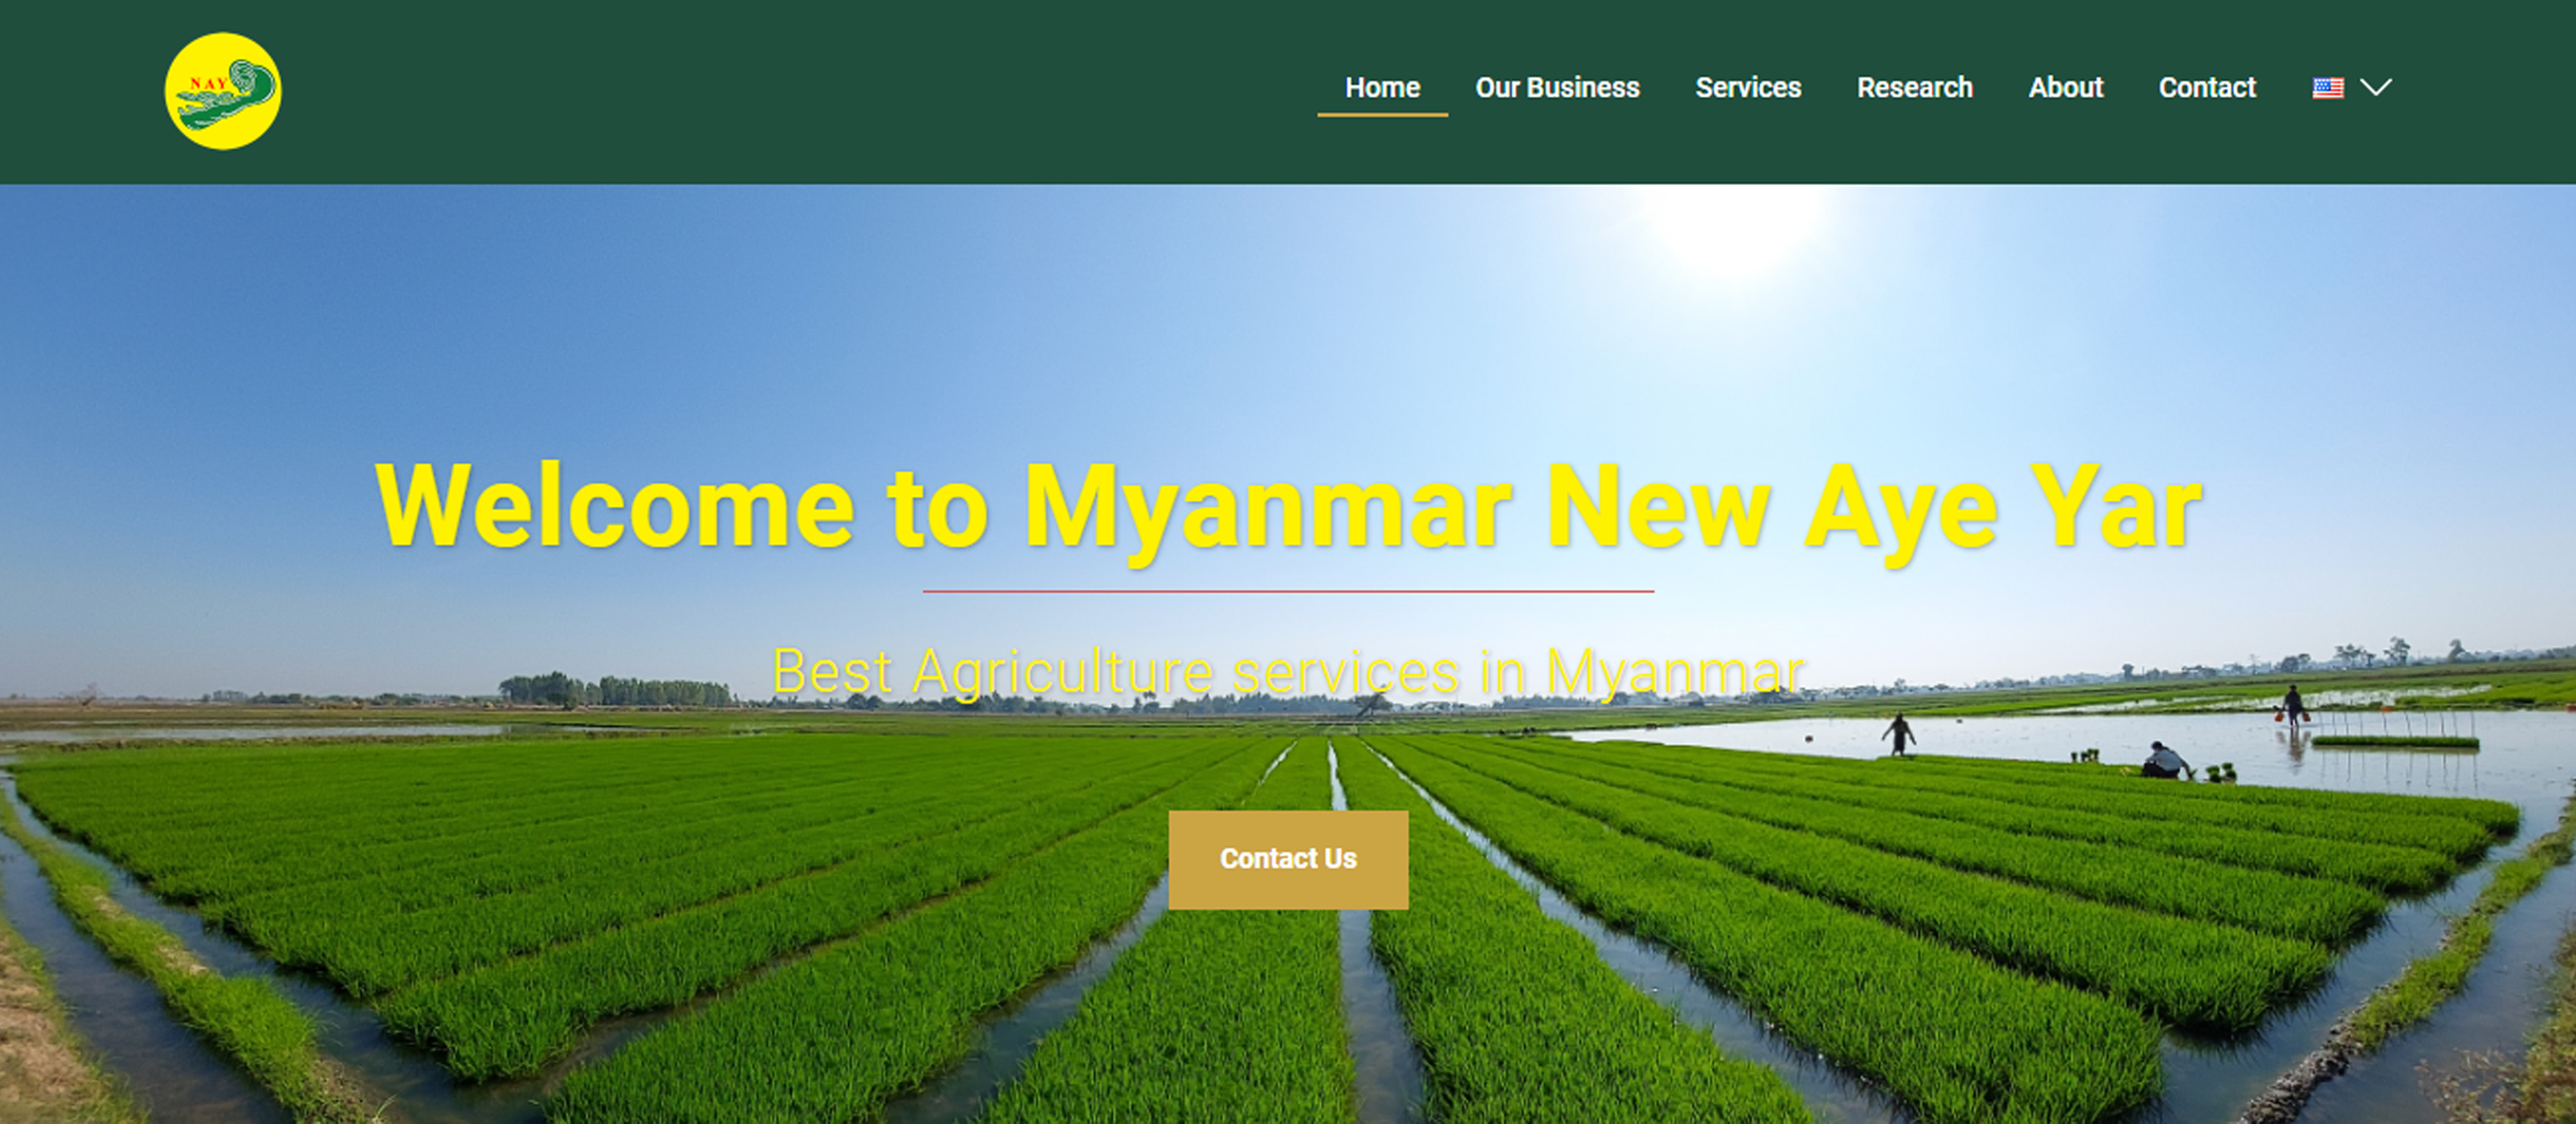 NAY
Home Our Business Services Research About Contact
Welcome to Myanmar New Aye Yar
Best Agriculture services in Myanmar
Contact Us